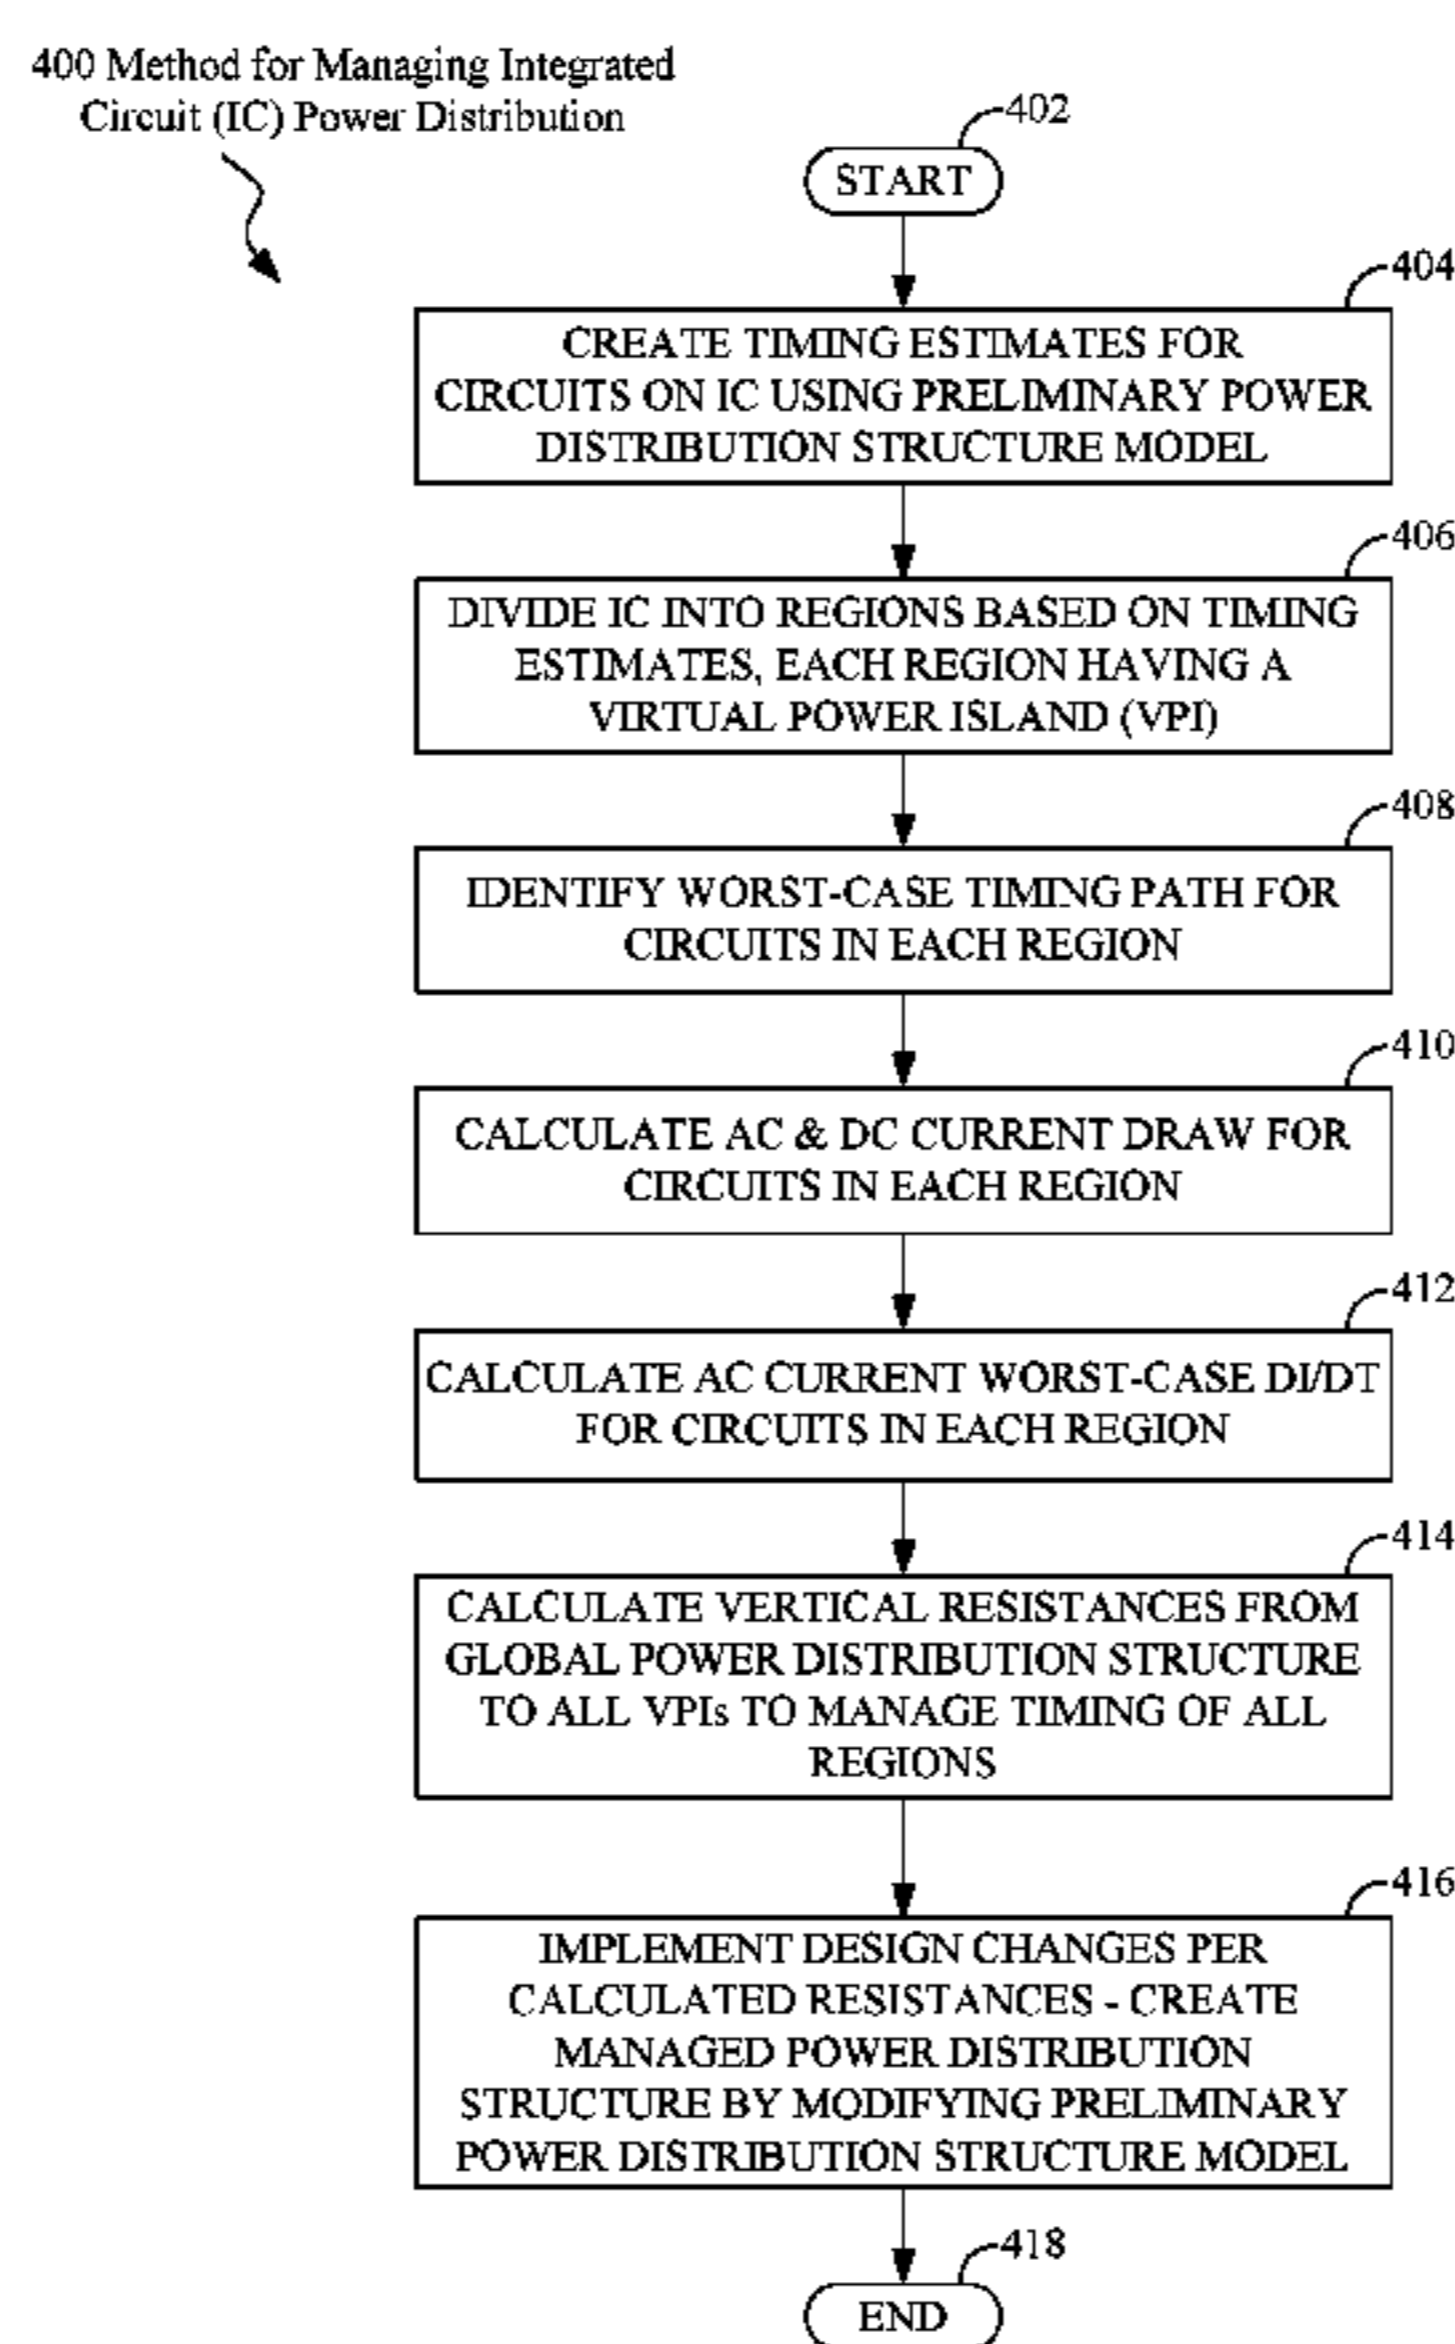 400 Method for Managing Integrated
Circuit (IC) Power Distribution
402
START
404
CREATE TIMING ESTIMATES FOR
CIRCUITS ON IC USING PRELIMINARY POWER
DISTRIBUTION STRUCTURE MODEL
406
DIVIDE IC INTO REGIONS BASED ON TIMING
ESTIMATES, EACH REGION HAVING A
VIRTUAL POWER ISLAND (VPI)
408
IDENTIFY WORST-CASE TIMING PATH FOR
CIRCUITS IN EACH REGION
410
CALCULATE AC & DC CURRENT DRAW FOR
CIRCUITS IN EACH REGION
412
CALCULATE AC CURRENT WORST-CASE DI/DT
FOR CIRCUITS IN EACH REGION
414
CALCULATE VERTICAL RESISTANCES FROM
GLOBAL POWER DISTRIBUTION STRUCTURE
TO ALL VPIs TO MANAGE TIMING OF ALL
REGIONS
416
IMPLEMENT DESIGN CHANGES PER
CALCULATED RESISTANCES - CREATE
MANAGED POWER DISTRIBUTION
STRUCTURE BY MODIFYING PRELIMINARY
POWER DISTRIBUTION STRUCTURE MODEL
418
END